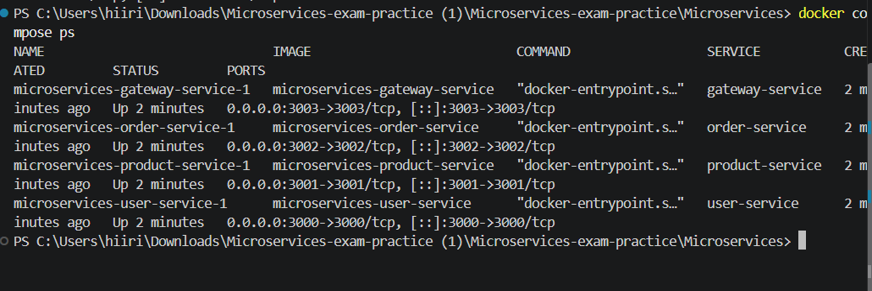 PS C:\Users\hiiri\Downloads\Microservices-exam-practice (1)\Microservices-exam-practice\Microservices> docker co
mpose ps
NAME IMAGE COMMAND SERVICE CRE
ATED STATUS PORTS
microservices-gateway-service-1 microservices-gateway-service "docker-entrypoint.s…" gateway-service 2 m
inutes ago Up 2 minutes 0.0.0.0:3003->3003/tcp, [::]:3003->3003/tcp
microservices-order-service-1 microservices-order-service "docker-entrypoint.s…" order-service 2 m
inutes ago Up 2 minutes 0.0.0.0:3002->3002/tcp, [::]:3002->3002/tcp
microservices-product-service-1 microservices-product-service "docker-entrypoint.s…" product-service 2 m
inutes ago Up 2 minutes 0.0.0.0:3001->3001/tcp, [::]:3001->3001/tcp
microservices-user-service-1 microservices-user-service "docker-entrypoint.s…" user-service 2 m
inutes ago Up 2 minutes 0.0.0.0:3000->3000/tcp, [::]:3000->3000/tcp
PS C:\Users\hiiri\Downloads\Microservices-exam-practice (1)\Microservices-exam-practice\Microservices>